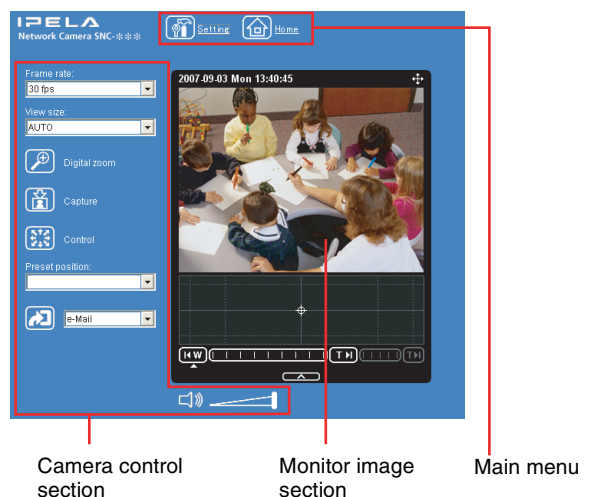 IPELA
Network Camera SNC-✻✻✻
Setting
Home
Frame rate:
30 fps
View size:
AUTO
Digital zoom
Capture
Control
Preset position:
e-Mail
2007-09-03 Mon 13:40:45
W
T
T
Camera control
section
Monitor image
section
Main menu